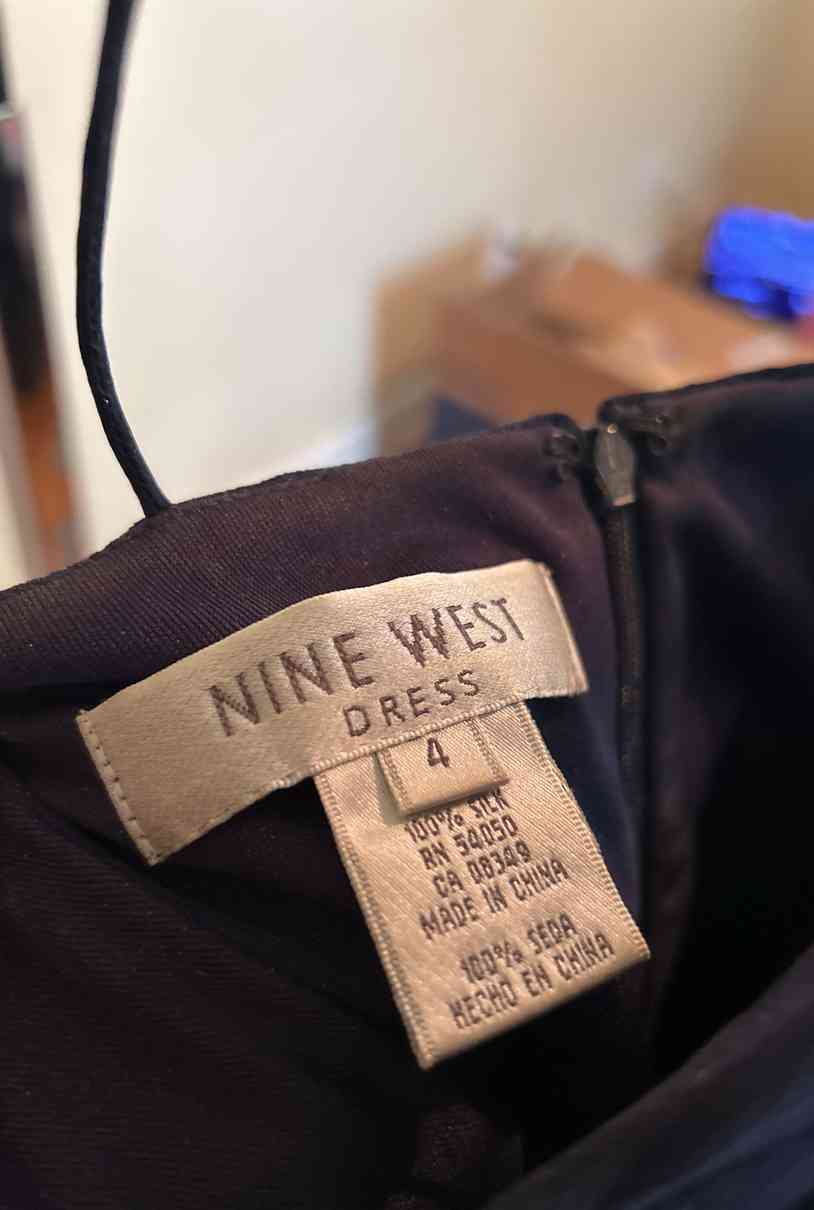 NINE WEST
DRESS
4
100% SILK
RN 54050
CA 08349
MADE IN CHINA
100% SEDA
HECHO EN CHINA